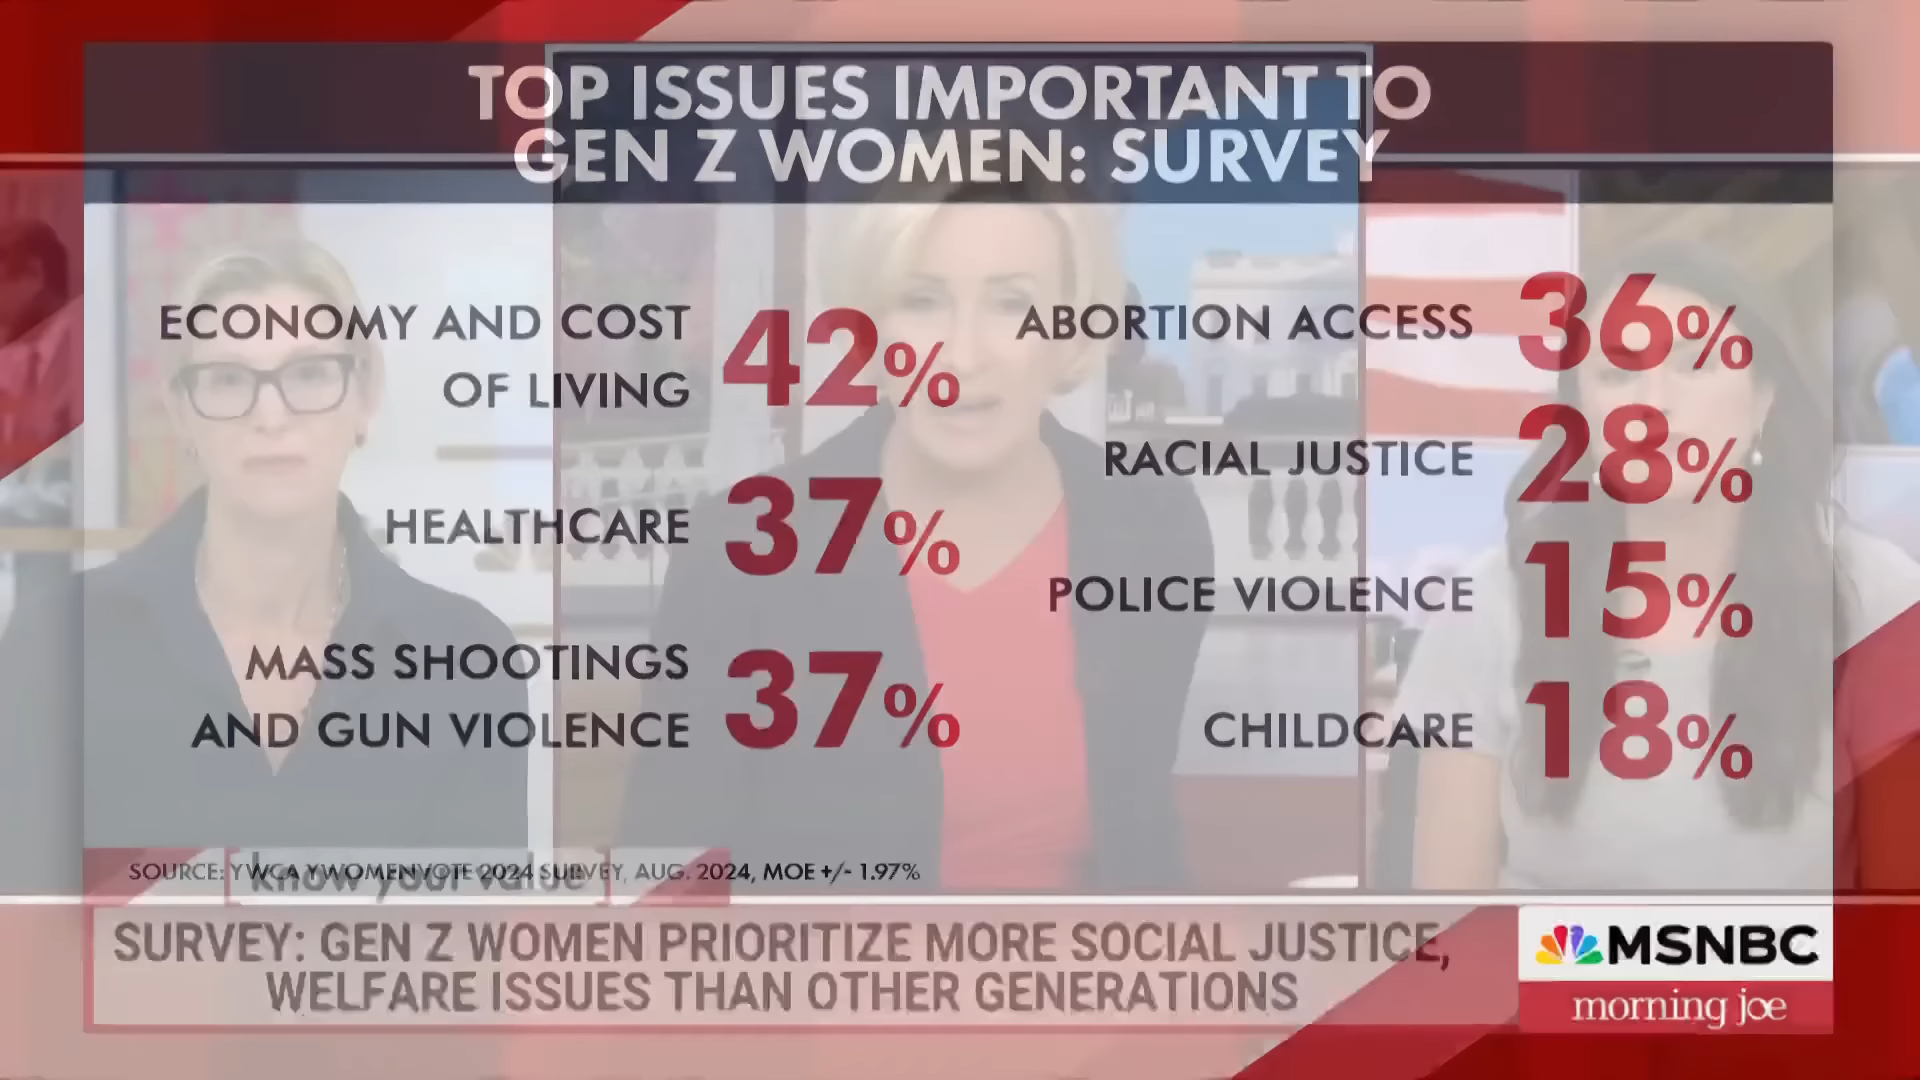 TOP ISSUES IMPORTANT TO
GEN Z WOMEN: SURVEY
ECONOMY AND COST
OF LIVING
42%
HEALTHCARE
37%
MASS SHOOTINGS
AND GUN VIOLENCE
37%
ABORTION ACCESS
36%
RACIAL JUSTICE
28%
POLICE VIOLENCE
15%
CHILDCARE
18%
SOURCE: YWCA YWOMENVOTE 2024 SURVEY, AUG. 2024, MOE +/- 1.97%
know your value
SURVEY: GEN Z WOMEN PRIORITIZE MORE SOCIAL JUSTICE,
WELFARE ISSUES THAN OTHER GENERATIONS
MSNBC
morning joe